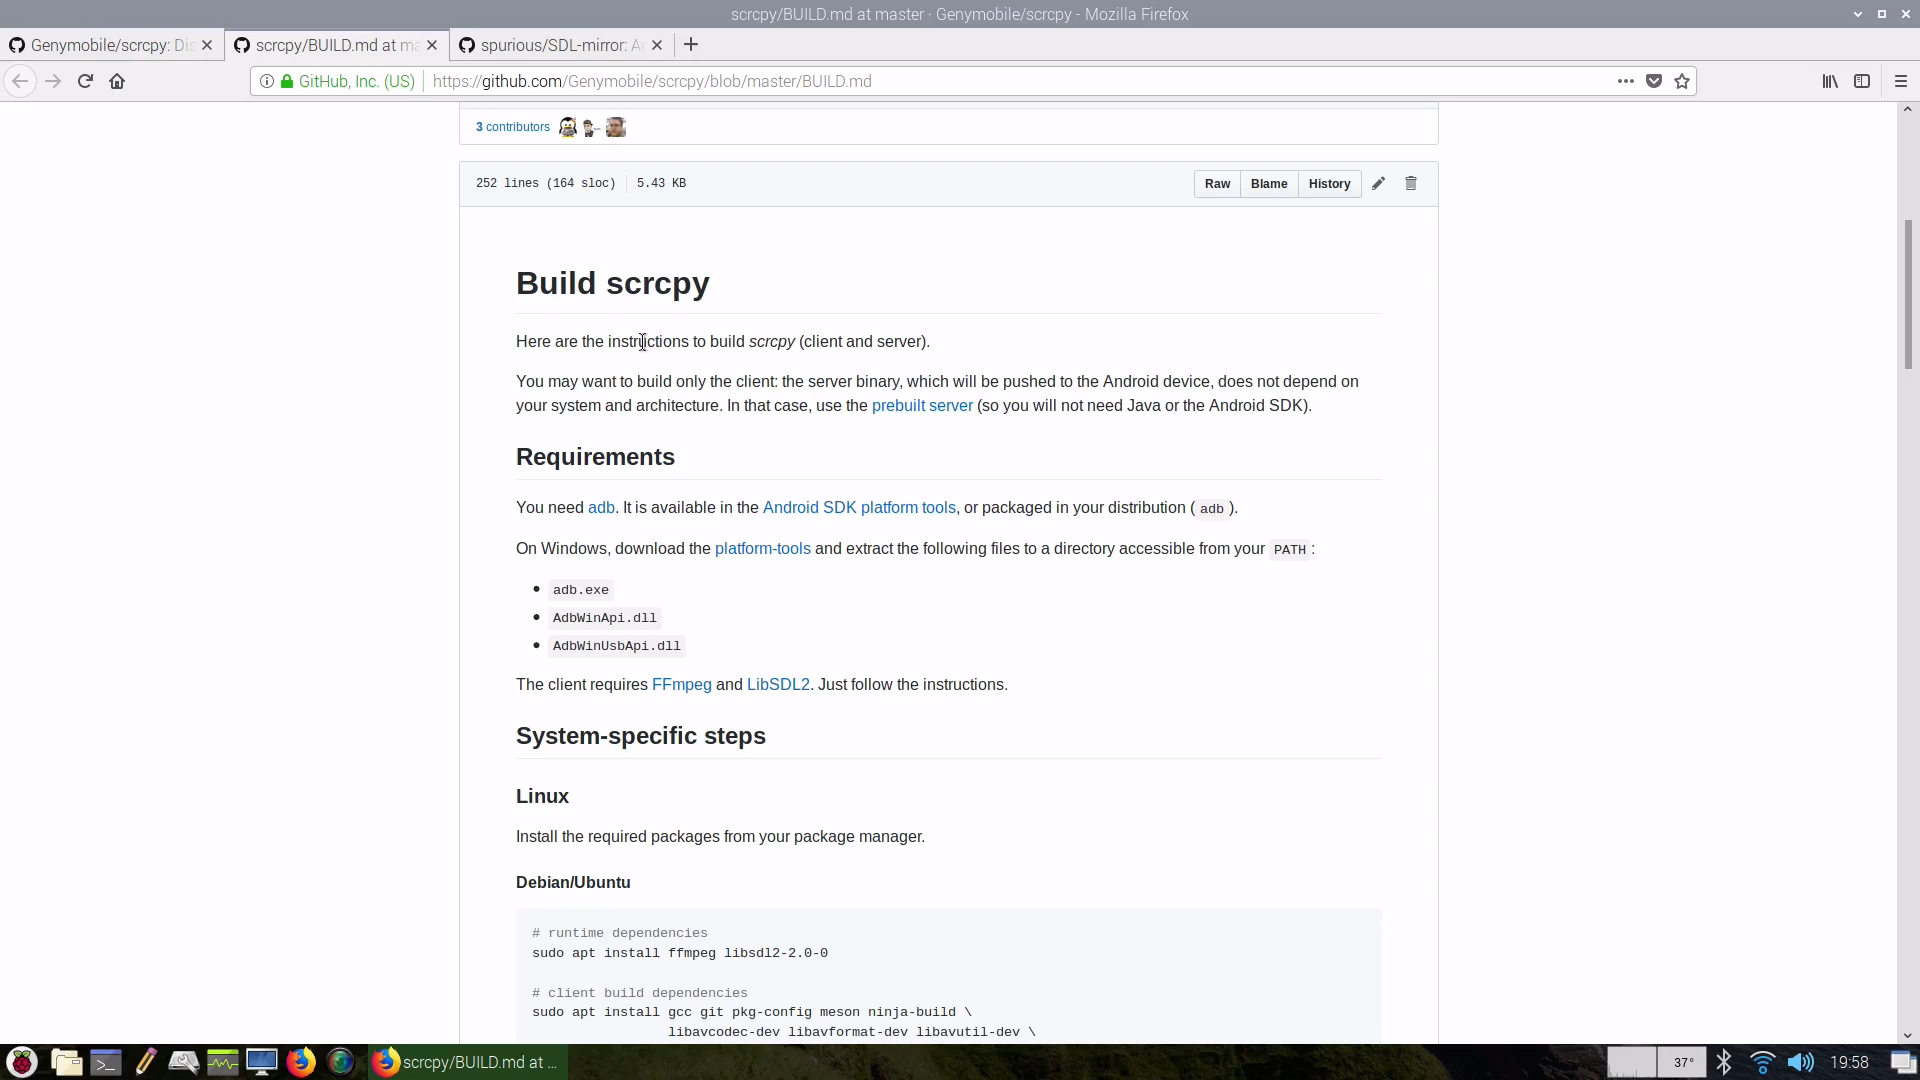 scrcpy/BUILD.md at master · Genymobile/scrcpy - Mozilla Firefox
Genymobile/scrcpy: Dis
scrcpy/BUILD.md at ma
spurious/SDL-mirror: A
GitHub, Inc. (US)
https://github.com/Genymobile/scrcpy/blob/master/BUILD.md
3 contributors
252 lines (164 sloc) 5.43 KB
Raw Blame History
Build scrcpy
Here are the instructions to build scrcpy (client and server).
You may want to build only the client: the server binary, which will be pushed to the Android device, does not depend on
your system and architecture. In that case, use the prebuilt server (so you will not need Java or the Android SDK).
Requirements
You need adb. It is available in the Android SDK platform tools, or packaged in your distribution ( adb ).
On Windows, download the platform-tools and extract the following files to a directory accessible from your PATH :
• adb.exe
• AdbWinApi.dll
• AdbWinUsbApi.dll
The client requires FFmpeg and LibSDL2. Just follow the instructions.
System-specific steps
Linux
Install the required packages from your package manager.
Debian/Ubuntu
# runtime dependencies
sudo apt install ffmpeg libsdl2-2.0-0
# client build dependencies
sudo apt install gcc git pkg-config meson ninja-build \
libavcodec-dev libavformat-dev libavutil-dev \
scrcpy/BUILD.md at ...
37°
19:58